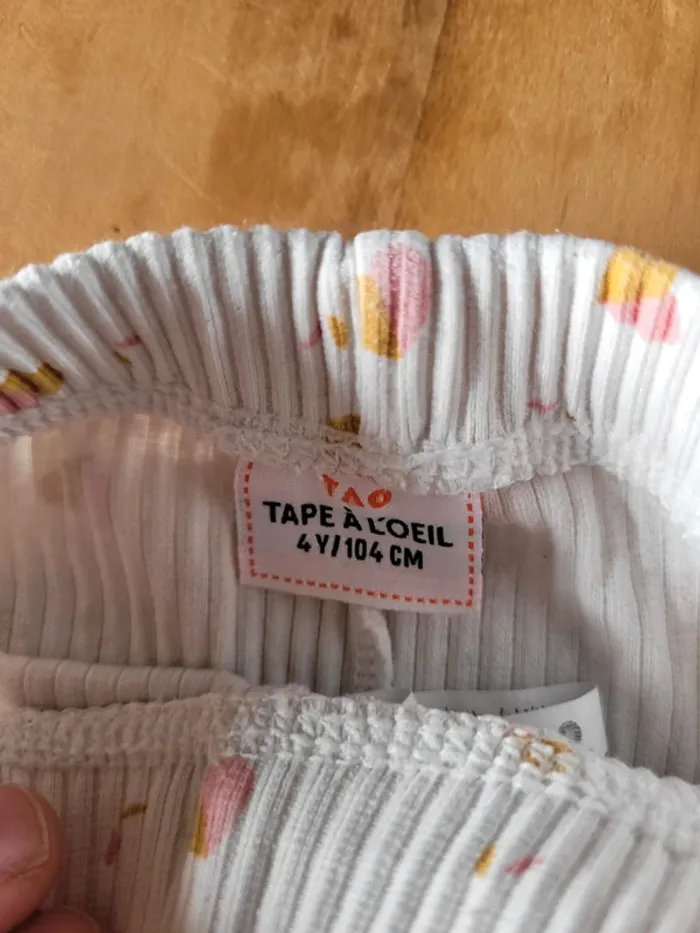 TAO
TAPE À L'OEIL
4Y/104 CM